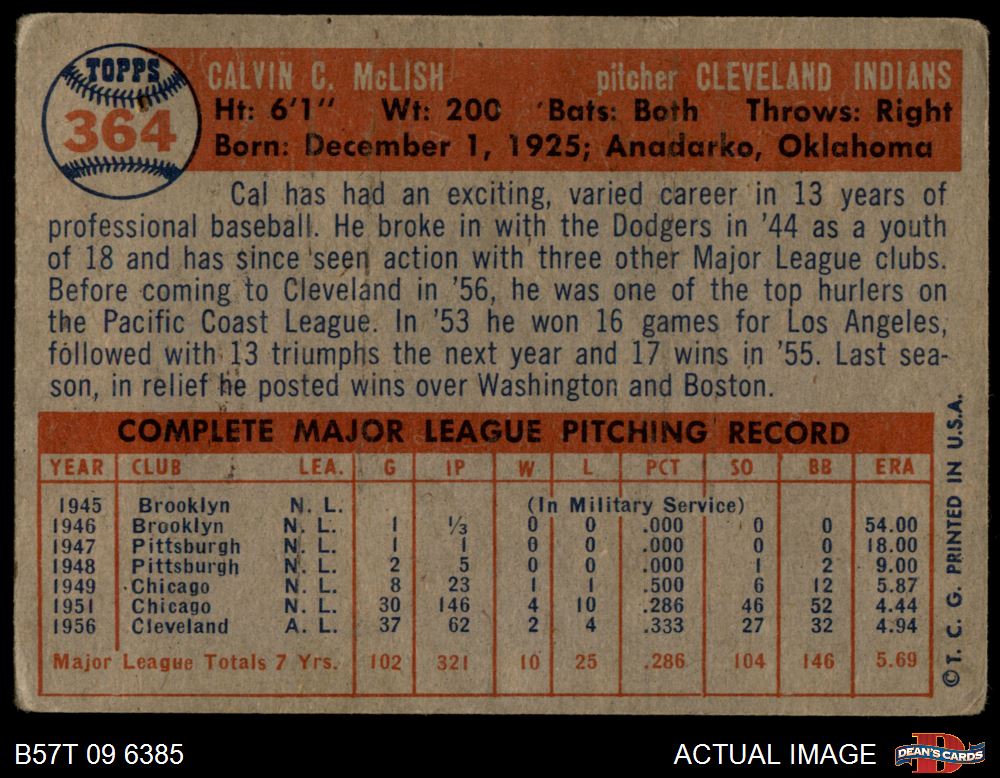 TOPPS
364
CALVIN C. McLISH pitcher CLEVELAND INDIANS
Ht: 6'1" Wt: 200 Bats: Both Throws: Right
Born: December 1, 1925; Anadarko, Oklahoma
Cal has had an exciting, varied career in 13 years of
professional baseball. He broke in with the Dodgers in '44 as a youth
of 18 and has since seen action with three other Major League clubs.
Before coming to Cleveland in '56, he was one of the top hurlers on
the Pacific Coast League. In '53 he won 16 games for Los Angeles,
followed with 13 triumphs the next year and 17 wins in '55. Last sea-
son, in relief he posted wins over Washington and Boston.
COMPLETE MAJOR LEAGUE PITCHING RECORD
YEAR CLUB LEA. G IP W L PCT SO BB ERA
1945 Brooklyn N. L. (In Military Service)
1946 Brooklyn N. L. 1 1/3 0 0 .000 0 0 54.00
1947 Pittsburgh N. L. 1 1 0 0 .000 0 0 18.00
1948 Pittsburgh N. L. 2 5 0 0 .000 1 2 9.00
1949 Chicago N. L. 8 23 1 1 .500 6 12 5.87
1951 Chicago N. L. 30 146 4 10 .286 46 52 4.44
1956 Cleveland A. L. 37 62 2 4 .333 27 32 4.94
Major League Totals 7 Yrs. 102 321 10 25 .286 104 146 5.69
©T. C. G. PRINTED IN U.S.A.
B57T 09 6385
ACTUAL IMAGE
DEAN'S CARDS